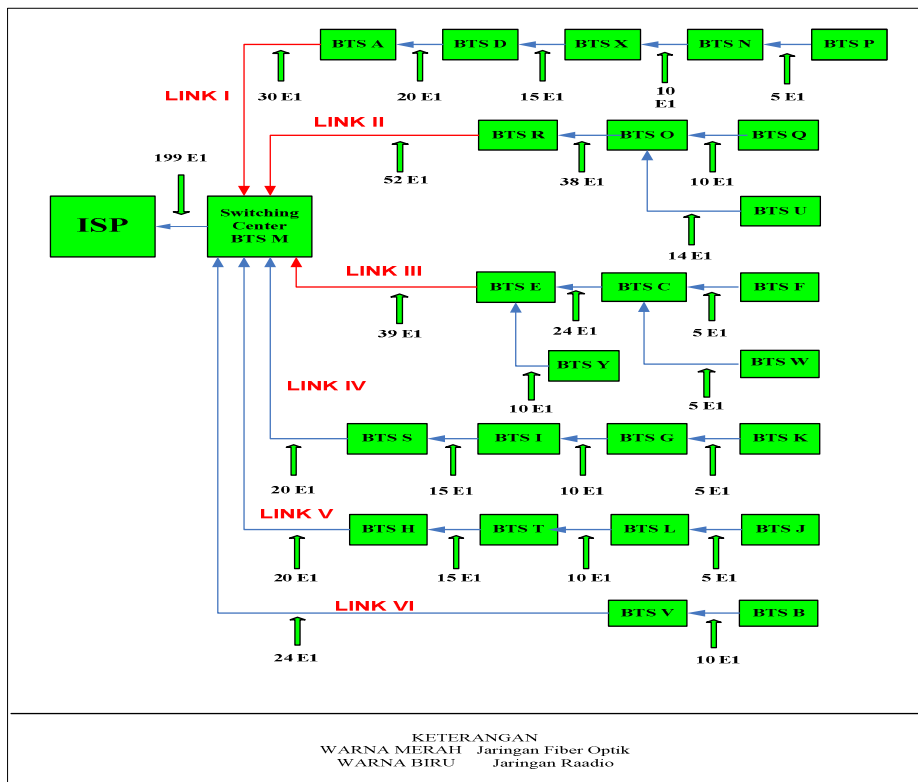 BTS A
BTS D
BTS X
BTS N
BTS P
30 E1
20 E1
15 E1
10
E1
5 E1
LINK I
LINK II
BTS R
BTS O
BTS Q
199 E1
52 E1
38 E1
10 E1
ISP
Switching
Center
BTS M
BTS U
14 E1
LINK III
BTS E
BTS C
BTS F
39 E1
24 E1
5 E1
BTS Y
BTS W
10 E1
5 E1
LINK IV
BTS S
BTS I
BTS G
BTS K
20 E1
15 E1
10 E1
5 E1
LINK V
BTS H
BTS T
BTS L
BTS J
20 E1
15 E1
10 E1
5 E1
LINK VI
BTS V
BTS B
24 E1
10 E1
KETERANGAN
WARNA MERAH Jaringan Fiber Optik
WARNA BIRU Jaringan Raadio